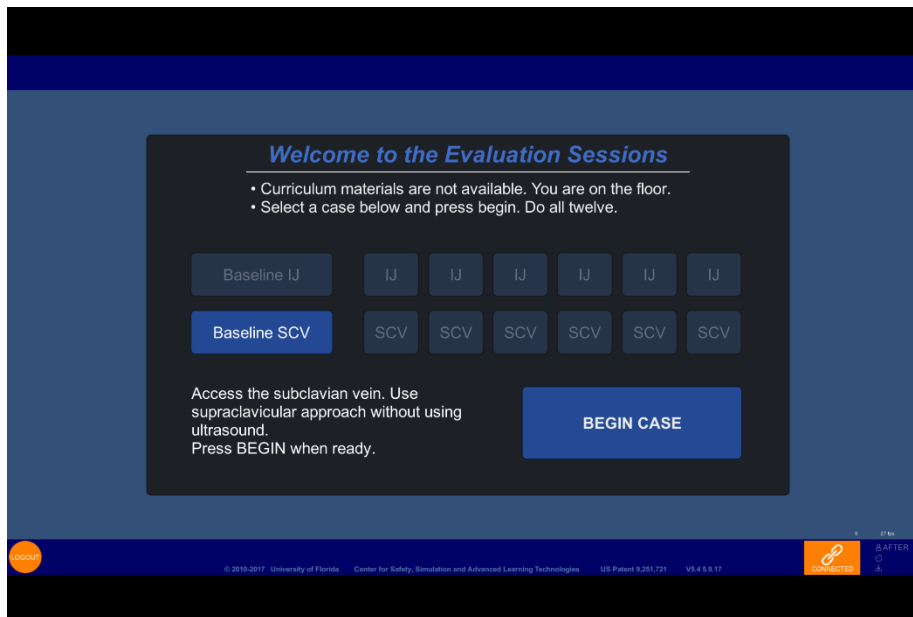 Welcome to the Evaluation Sessions
• Curriculum materials are not available. You are on the floor.
• Select a case below and press begin. Do all twelve.
Baseline IJ IJ IJ IJ IJ IJ IJ
Baseline SCV SCV SCV SCV SCV SCV SCV
Access the subclavian vein. Use
supraclavicular approach without using
ultrasound.
Press BEGIN when ready.
BEGIN CASE
LOGOUT
© 2010-2017 University of Florida Center for Safety, Simulation and Advanced Learning Technologies US Patent 9,251,721 V5.4 5.9.17
CONNECTED
AFTER